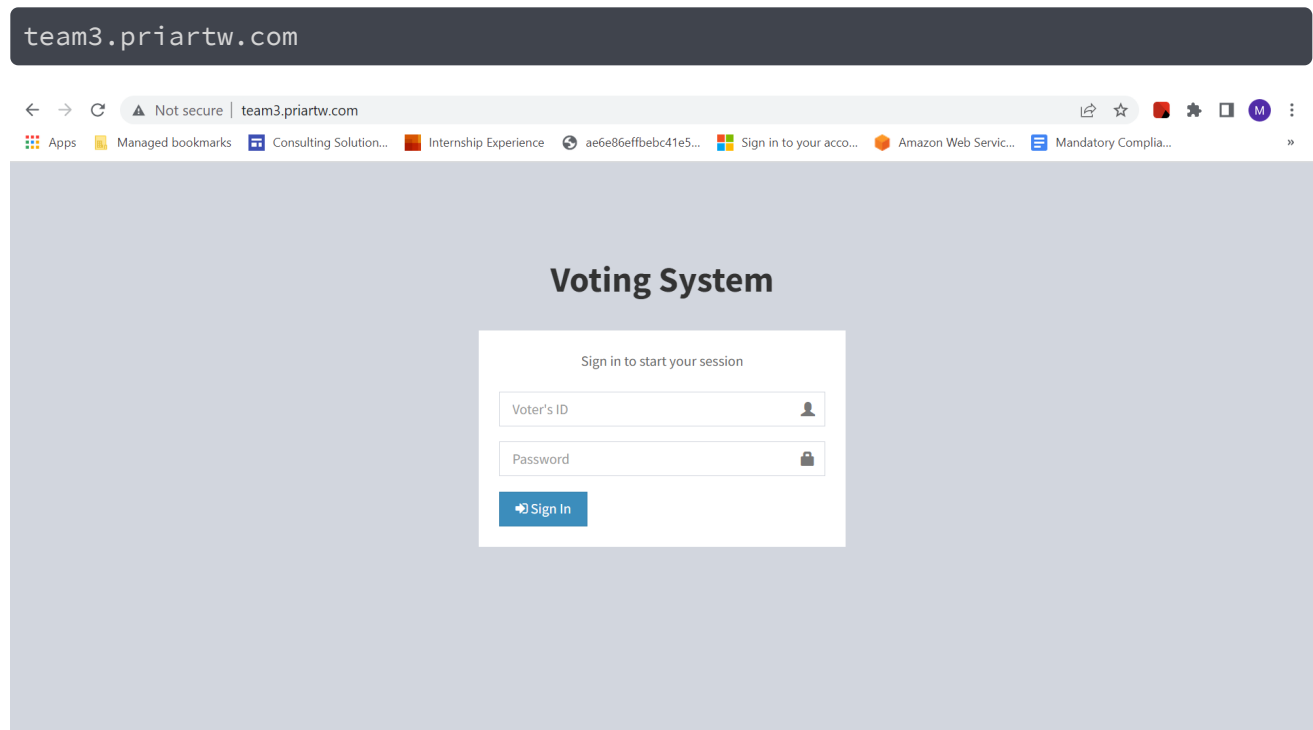 team3.priartw.com
Not secure | team3.priartw.com M
Apps Managed bookmarks Consulting Solution... Internship Experience ae6e86effbebc41e5... Sign in to your acco... Amazon Web Servic... Mandatory Complia... »
Voting System
Sign in to start your session
Voter's ID
Password
Sign In